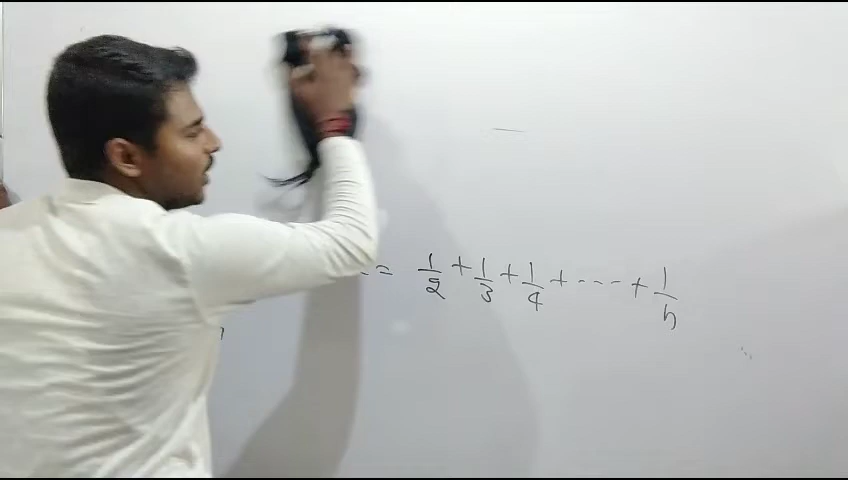 = 1/2 + 1/3 + 1/4 + --- + 1/n